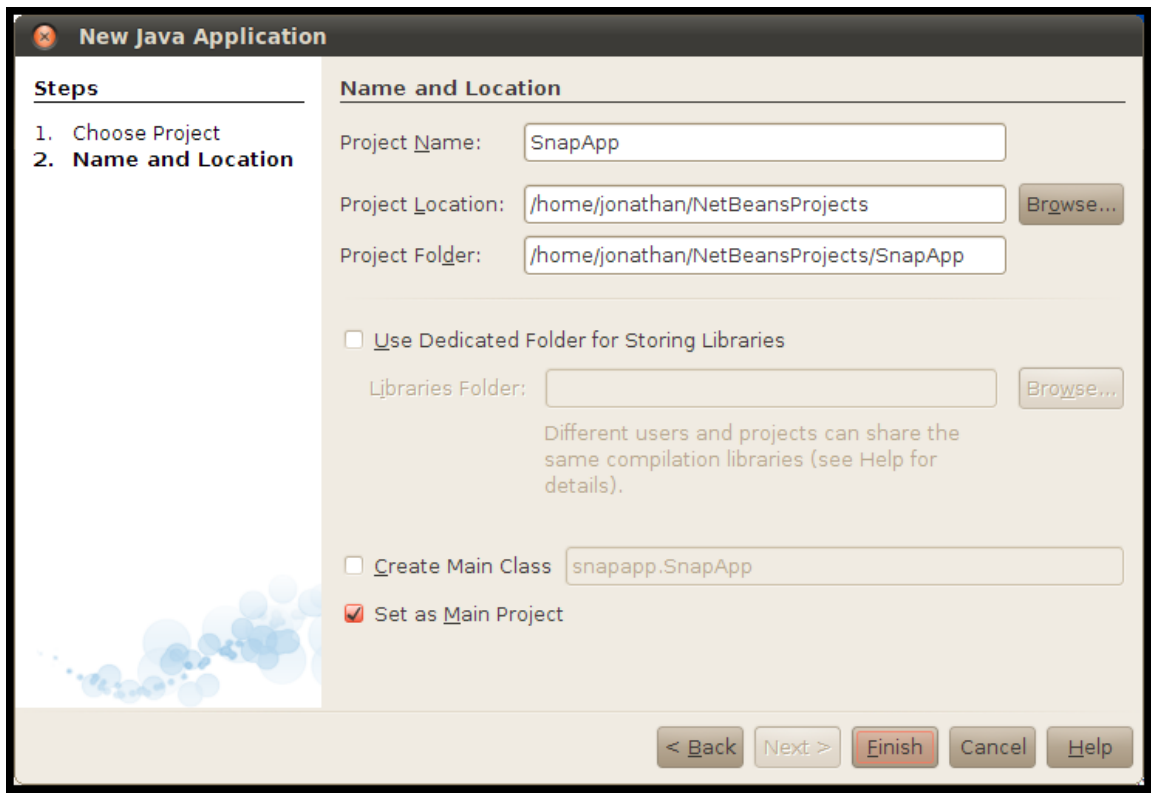 New Java Application
Steps
1. Choose Project
2. Name and Location
Name and Location
Project Name: SnapApp
Project Location: /home/jonathan/NetBeansProjects Browse...
Project Folder: /home/jonathan/NetBeansProjects/SnapApp
Use Dedicated Folder for Storing Libraries
Libraries Folder: Browse...
Different users and projects can share the
same compilation libraries (see Help for
details).
Create Main Class snapapp.SnapApp
Set as Main Project
< Back Next > Finish Cancel Help